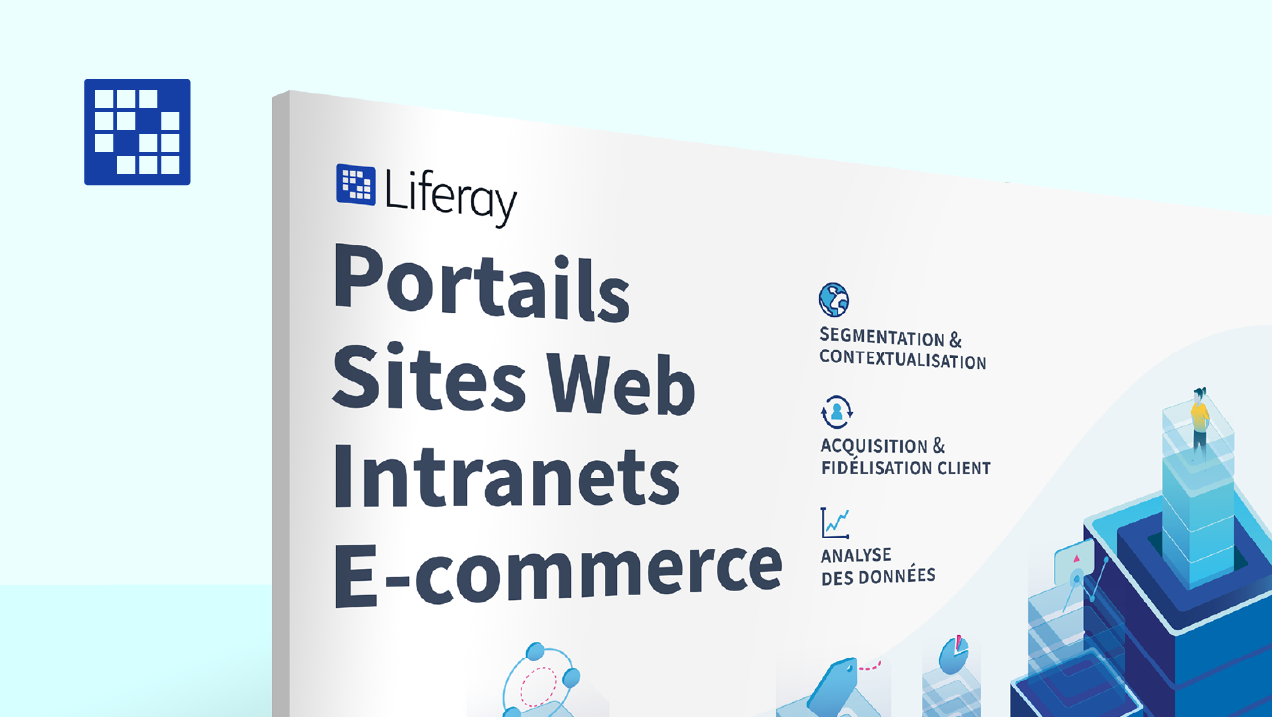 Liferay
Portails
Sites Web
Intranets
E-commerce
SEGMENTATION &
CONTEXTUALISATION
ACQUISITION &
FIDÉLISATION CLIENT
ANALYSE
DES DONNÉES